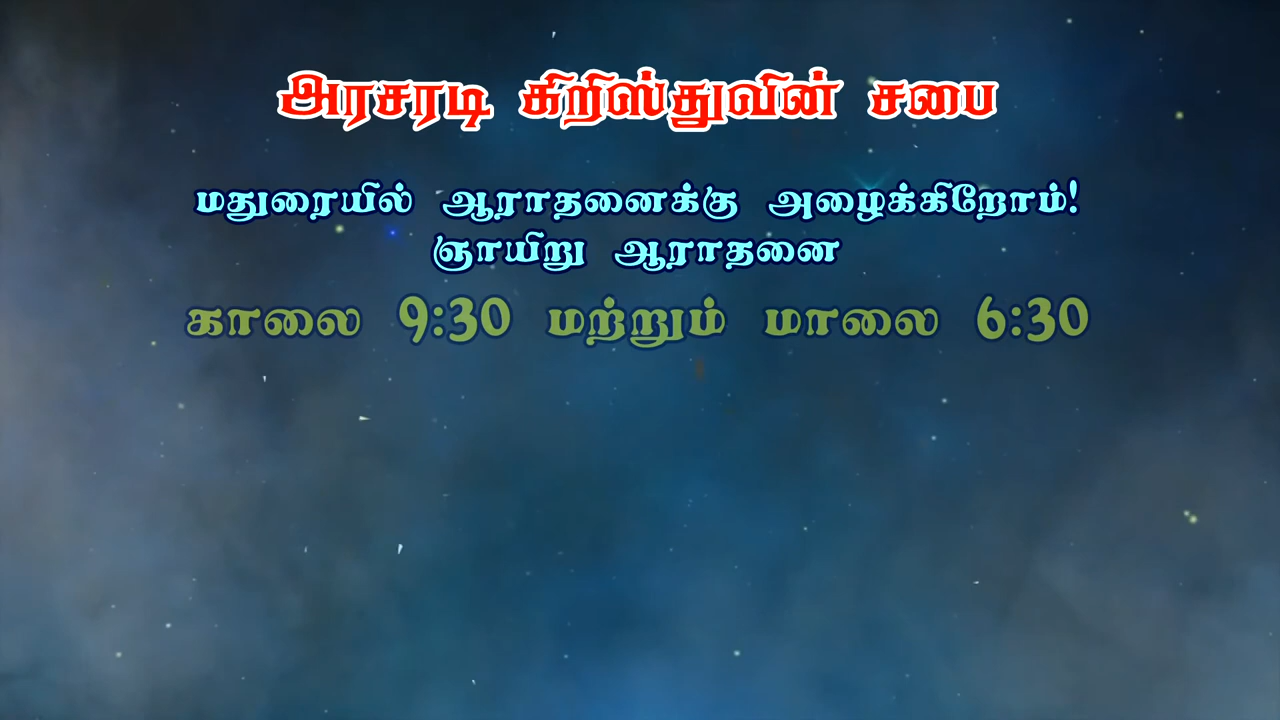 அரசரடி கிறிஸ்துவின் சபை
மதுரையில் ஆராதனைக்கு அழைக்கிறோம்!
ஞாயிறு ஆராதனை
காலை 9:30 மற்றும் மாலை 6:30